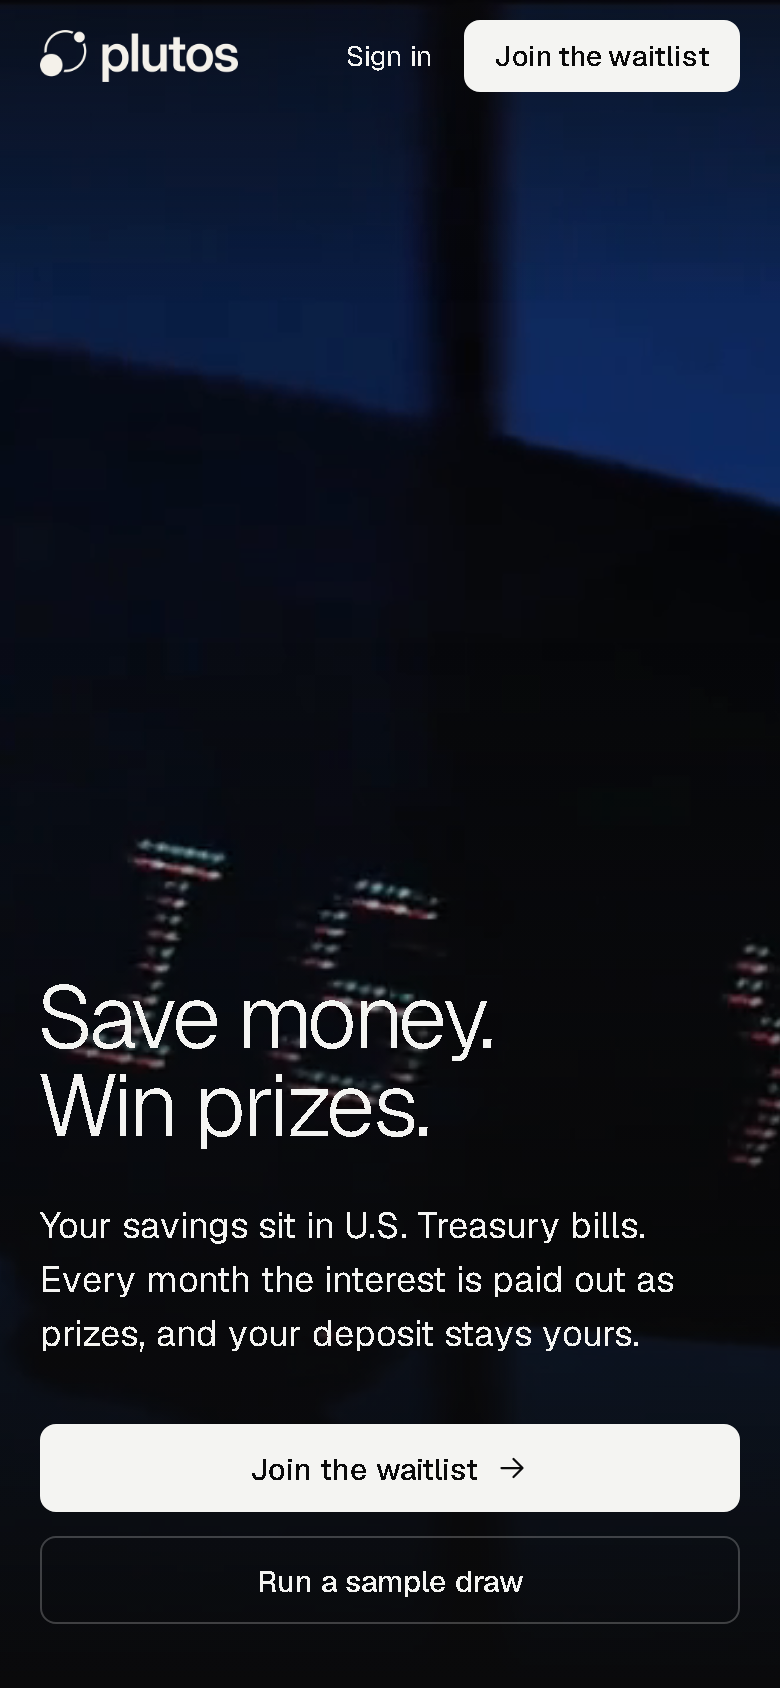 plutos
Sign in
Join the waitlist
Save money.
Win prizes.
Your savings sit in U.S. Treasury bills.
Every month the interest is paid out as
prizes, and your deposit stays yours.
Join the waitlist →
Run a sample draw